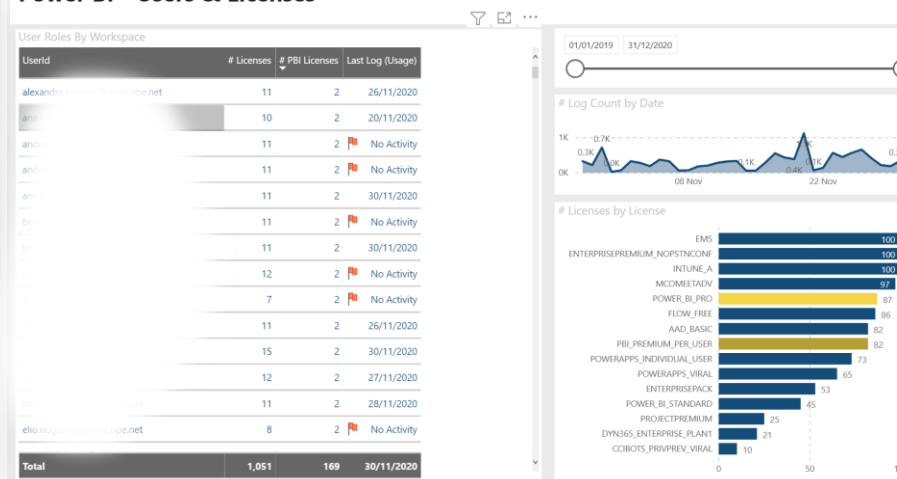 Power BI - Users & Licenses
User Roles By Workspace
UserId # Licenses # PBI Licenses Last Log (Usage)
11 2 26/11/2020
10 2 20/11/2020
11 2 No Activity
11 2 No Activity
11 2 30/11/2020
11 2 No Activity
11 2 30/11/2020
12 2 No Activity
7 2 No Activity
11 2 26/11/2020
15 2 30/11/2020
12 2 27/11/2020
11 2 28/11/2020
8 2 No Activity
Total 1,051 169 30/11/2020
01/01/2019 31/12/2020
# Log Count by Date
1K
0.7K
0.3K
0.1K
0.4K
0.1K
0K
08 Nov 22 Nov
# Licenses by License
EMS 100
ENTERPRISEPREMIUM_NOPSTNCONF 100
INTUNE_A 100
MCOMEETADV 97
POWER_BI_PRO 87
FLOW_FREE 86
AAD_BASIC 82
PBI_PREMIUM_PER_USER 82
POWERAPPS_INDIVIDUAL_USER 73
POWERAPPS_VIRAL 65
ENTERPRISEPACK 53
POWER_BI_STANDARD 45
PROJECTPREMIUM 25
DYN365_ENTERPRISE_PLAN1 21
CCIBOTS_PRIVPREV_VIRAL 10
0 50